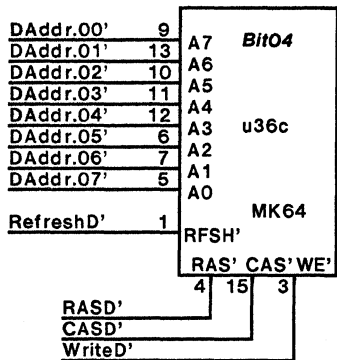 DAddr.00' 9 A7 Bit04
DAddr.01' 13 A6
DAddr.02' 10 A5
DAddr.03' 11 A4
DAddr.04' 12 A3 u36c
DAddr.05' 6 A2
DAddr.06' 7 A1
DAddr.07' 5 A0
MK64
RefreshD' 1 RFSH'
RAS' CAS' WE'
4 15 3
RASD'
CASD'
WriteD'